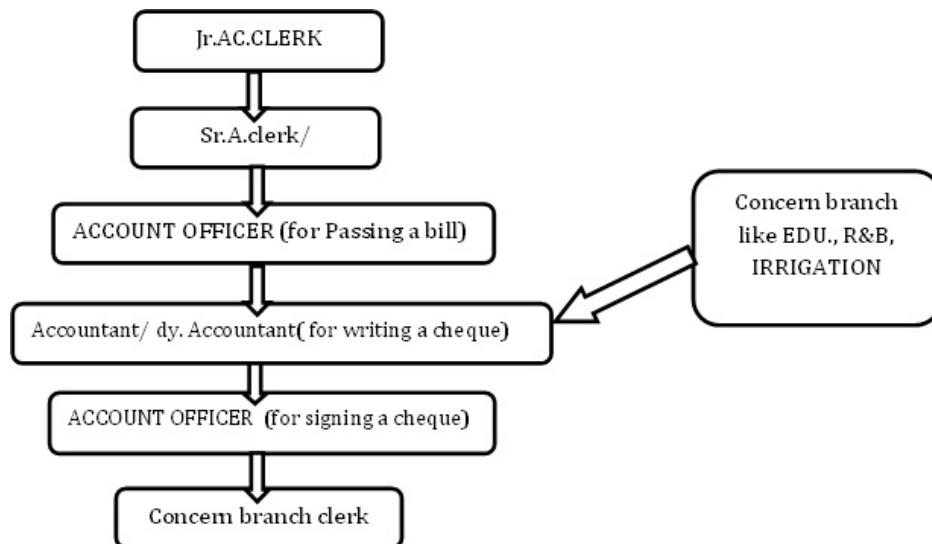 Jr.AC.CLERK
Sr.A.clerk/
ACCOUNT OFFICER (for Passing a bill)
Concern branch
like EDU., R&B,
IRRIGATION
Accountant/ dy. Accountant( for writing a cheque)
ACCOUNT OFFICER (for signing a cheque)
Concern branch clerk